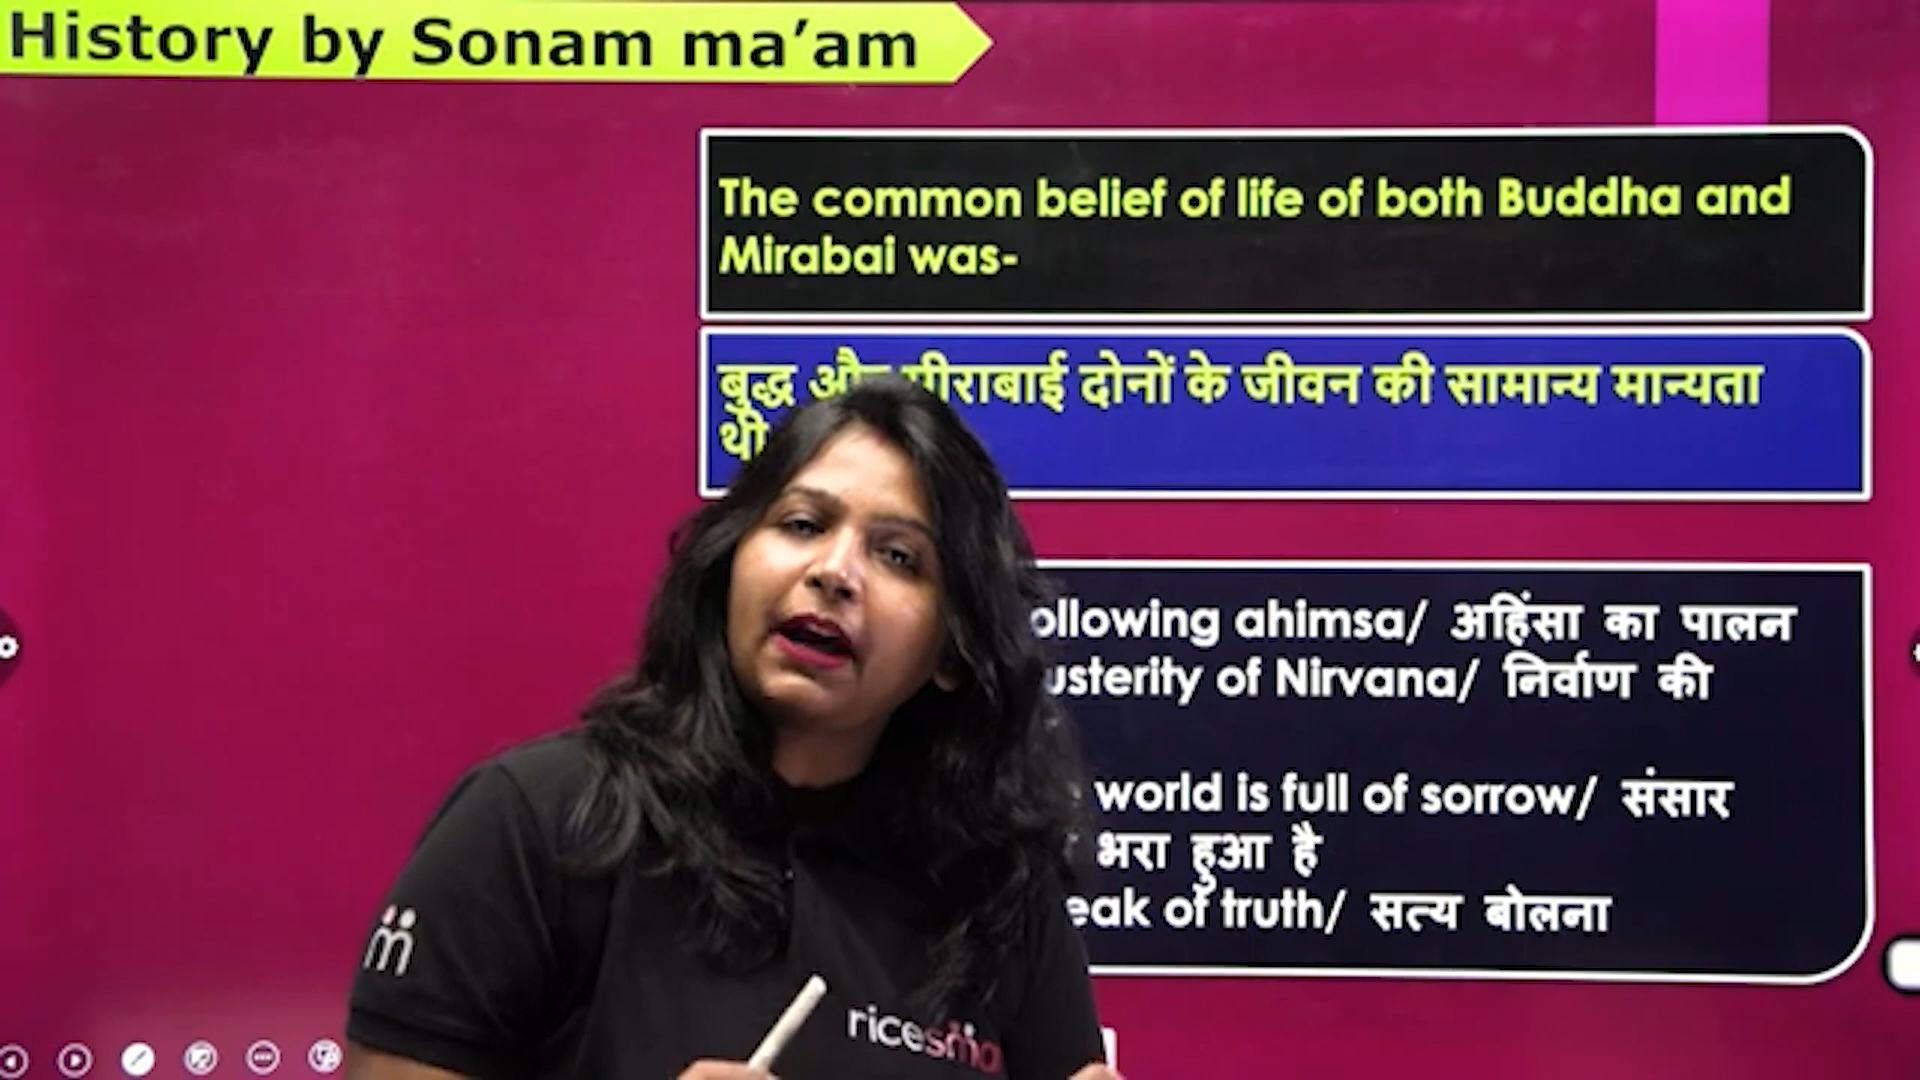 History by Sonam ma’am
The common belief of life of both Buddha and
Mirabai was-
बुद्ध और मीराबाई दोनों के जीवन की सामान्य मान्यता
थी
ollowing ahimsa/ अहिंसा का पालन
usterity of Nirvana/ निर्वाण की
world is full of sorrow/ संसार
भरा हुआ है
eak of truth/ सत्य बोलना
ricesma